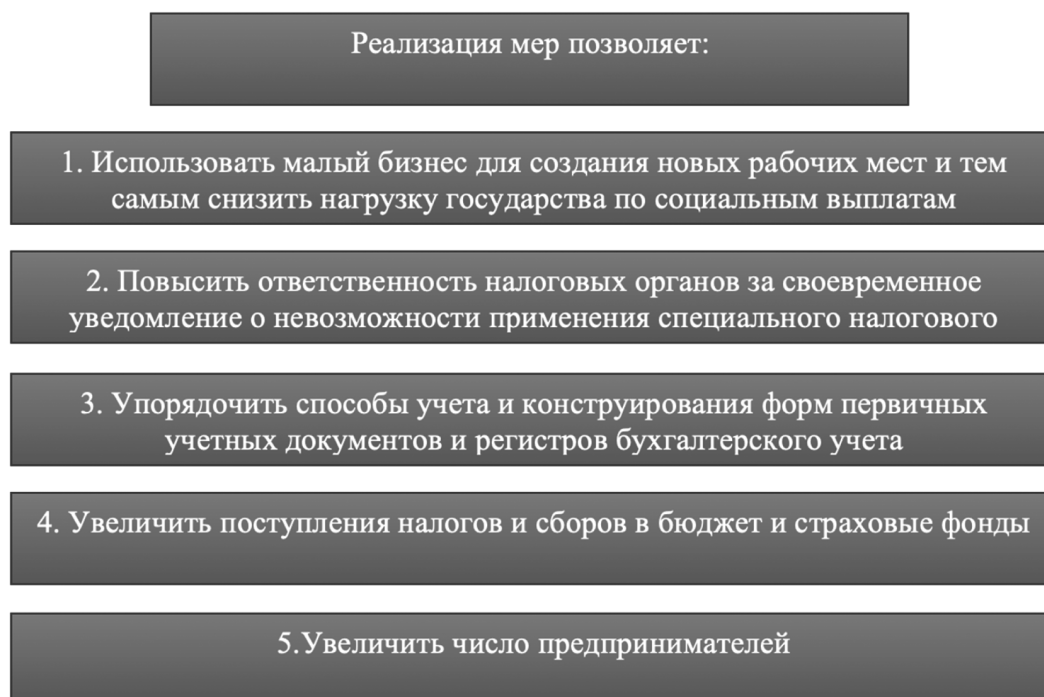 Реализация мер позволяет:
1. Использовать малый бизнес для создания новых рабочих мест и тем
самым снизить нагрузку государства по социальным выплатам
2. Повысить ответственность налоговых органов за своевременное
уведомление о невозможности применения специального налогового
3. Упорядочить способы учета и конструирования форм первичных
учетных документов и регистров бухгалтерского учета
4. Увеличить поступления налогов и сборов в бюджет и страховые фонды
5.Увеличить число предпринимателей